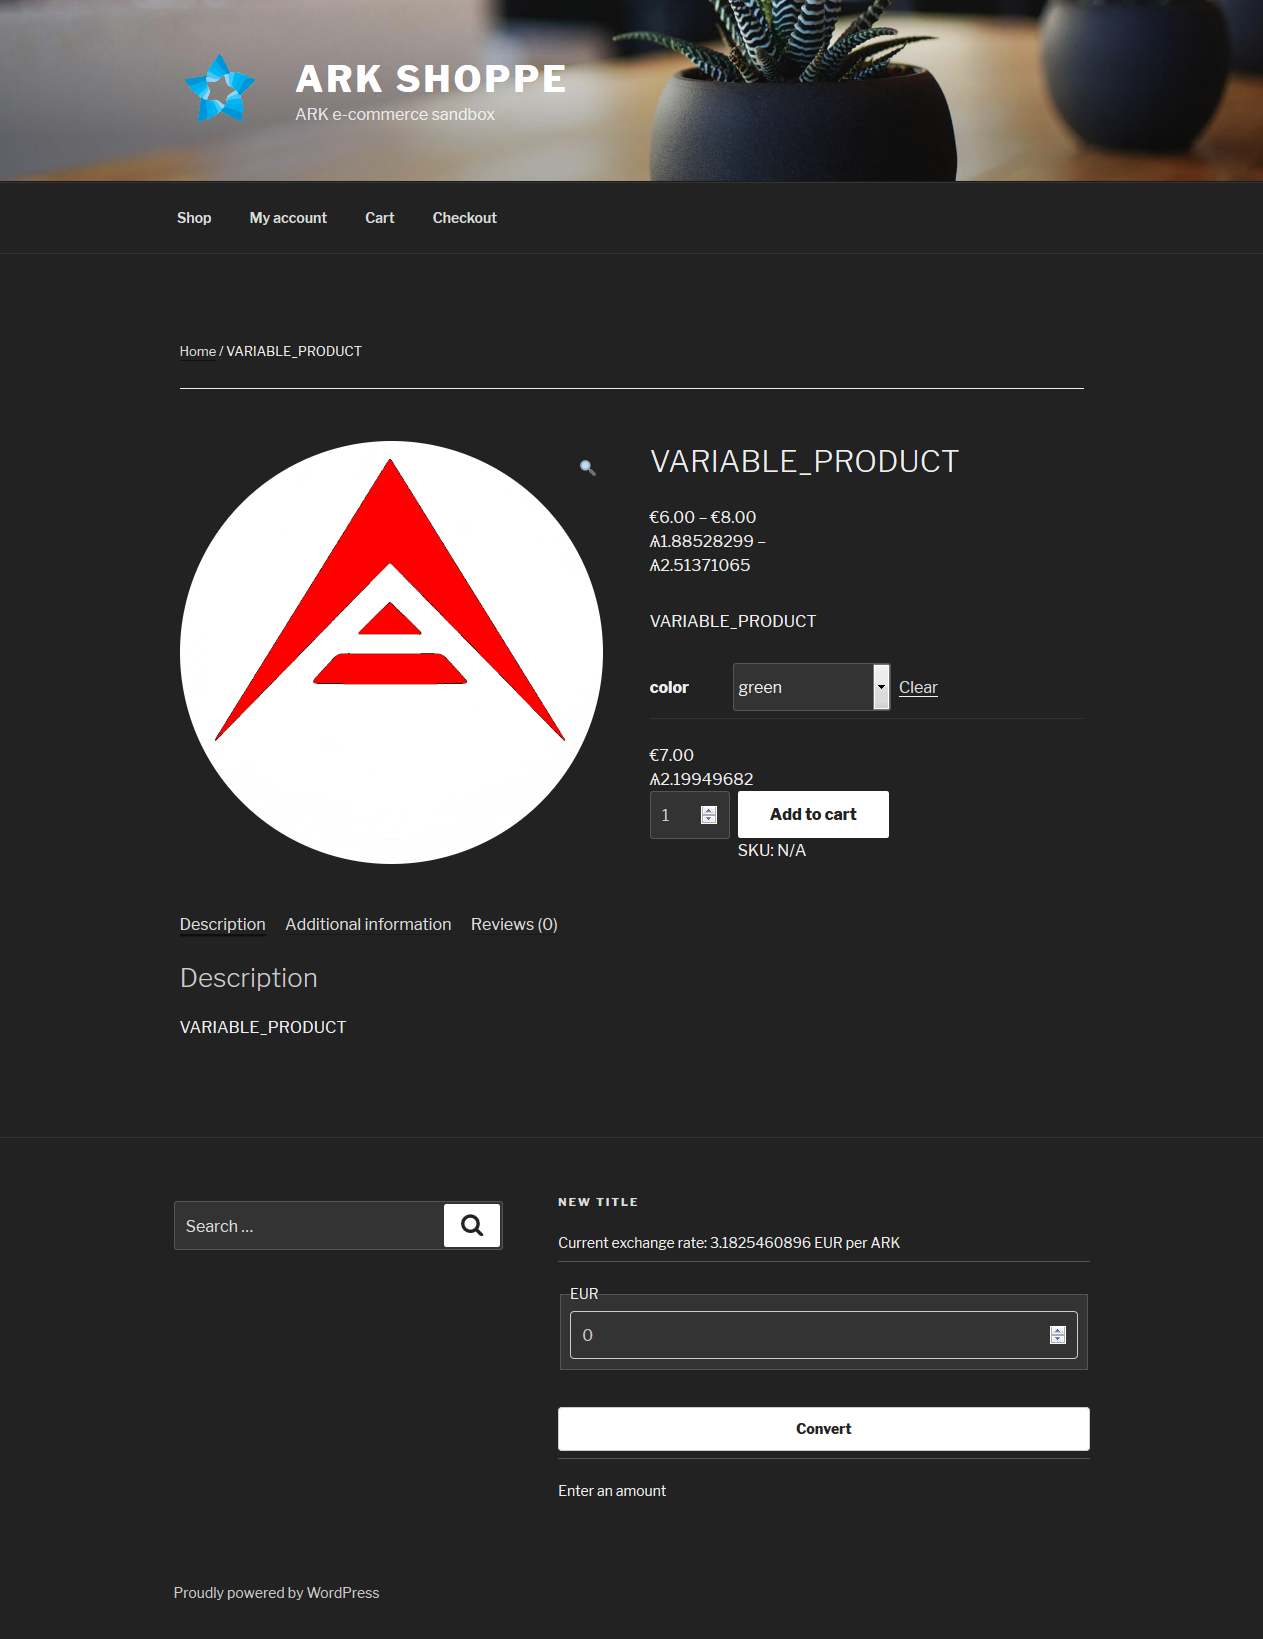 ARK SHOPPE
ARK e-commerce sandbox
Shop My account Cart Checkout
Home / VARIABLE_PRODUCT
VARIABLE_PRODUCT
€6.00 – €8.00
Ѧ1.88528299 –
Ѧ2.51371065
VARIABLE_PRODUCT
color green Clear
€7.00
Ѧ2.19949682
1 Add to cart
SKU: N/A
Description Additional information Reviews (0)
Description
VARIABLE_PRODUCT
Search …
NEW TITLE
Current exchange rate: 3.1825460896 EUR per ARK
EUR
0
Convert
Enter an amount
Proudly powered by WordPress